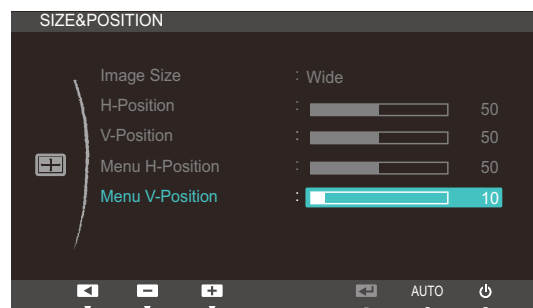 SIZE&POSITION
Image Size : Wide
H-Position : 50
V-Position : 50
Menu H-Position : 50
Menu V-Position : 10
AUTO